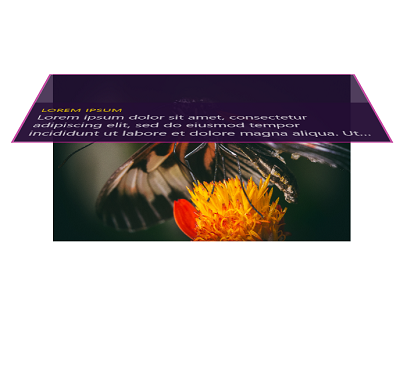 LOREM IPSUM
Lorem ipsum dolor sit amet, consectetur
adipiscing elit, sed do eiusmod tempor
incididunt ut labore et dolore magna aliqua. Ut...